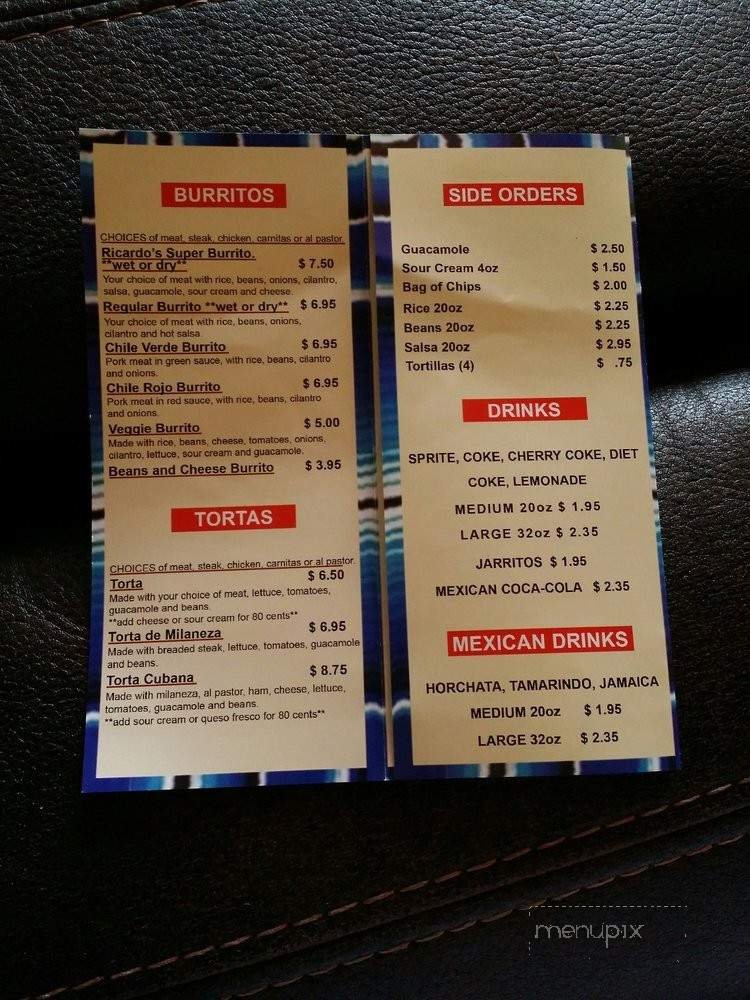 BURRITOS
CHOICES of meat, steak, chicken, carnitas or al pastor.
Ricardo's Super Burrito.
**wet or dry** $ 7.50
Your choice of meat with rice, beans, onions, cilantro,
salsa, guacamole, sour cream and cheese.
Regular Burrito **wet or dry** $ 6.95
Your choice of meat with rice, beans, onions,
cilantro and hot salsa.
Chile Verde Burrito $ 6.95
Pork meat in green sauce, with rice, beans, cilantro
and onions.
Chile Rojo Burrito $ 6.95
Pork meat in red sauce, with rice, beans, cilantro
and onions.
Veggie Burrito $ 5.00
Made with rice, beans, cheese, tomatoes, onions,
cilantro, lettuce, sour cream and guacamole.
Beans and Cheese Burrito $ 3.95
TORTAS
CHOICES of meat, steak, chicken, carnitas or al pastor.
Torta $ 6.50
Made with your choice of meat, lettuce, tomatoes,
guacamole and beans.
**add cheese or sour cream for 80 cents**
Torta de Milaneza $ 6.95
Made with breaded steak, lettuce, tomatoes, guacamole
and beans.
Torta Cubana $ 8.75
Made with milaneza, al pastor, ham, cheese, lettuce,
tomatoes, guacamole and beans.
**add sour cream or queso fresco for 80 cents**
SIDE ORDERS
Guacamole $ 2.50
Sour Cream 4oz $ 1.50
Bag of Chips $ 2.00
Rice 20oz $ 2.25
Beans 20oz $ 2.25
Salsa 20oz $ 2.95
Tortillas (4) $ .75
DRINKS
SPRITE, COKE, CHERRY COKE, DIET
COKE, LEMONADE
MEDIUM 20oz $ 1.95
LARGE 32oz $ 2.35
JARRITOS $ 1.95
MEXICAN COCA-COLA $ 2.35
MEXICAN DRINKS
HORCHATA, TAMARINDO, JAMAICA
MEDIUM 20oz $ 1.95
LARGE 32oz $ 2.35
menupix